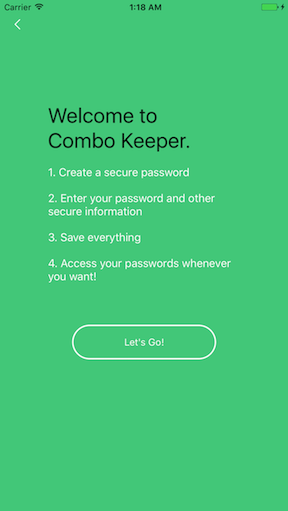 Carrier
1:18 AM
Welcome to
Combo Keeper.
1. Create a secure password
2. Enter your password and other
secure information
3. Save everything
4. Access your passwords whenever
you want!
Let's Go!